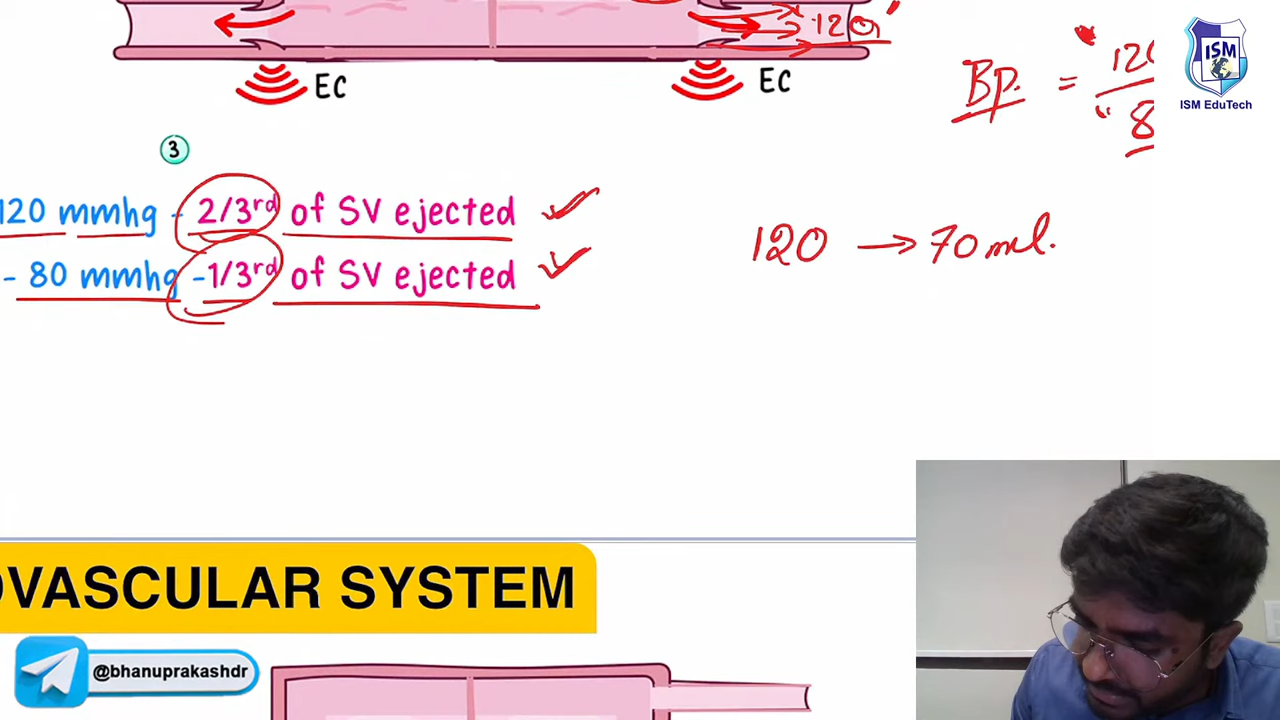 120'
EC
EC
3
Bp. = 120
8
ISM
ISM EduTech
120 mmhg - 2/3rd of SV ejected
- 80 mmhg -1/3rd of SV ejected
120 → 70 ml.
OVASCULAR SYSTEM
@bhanuprakashdr